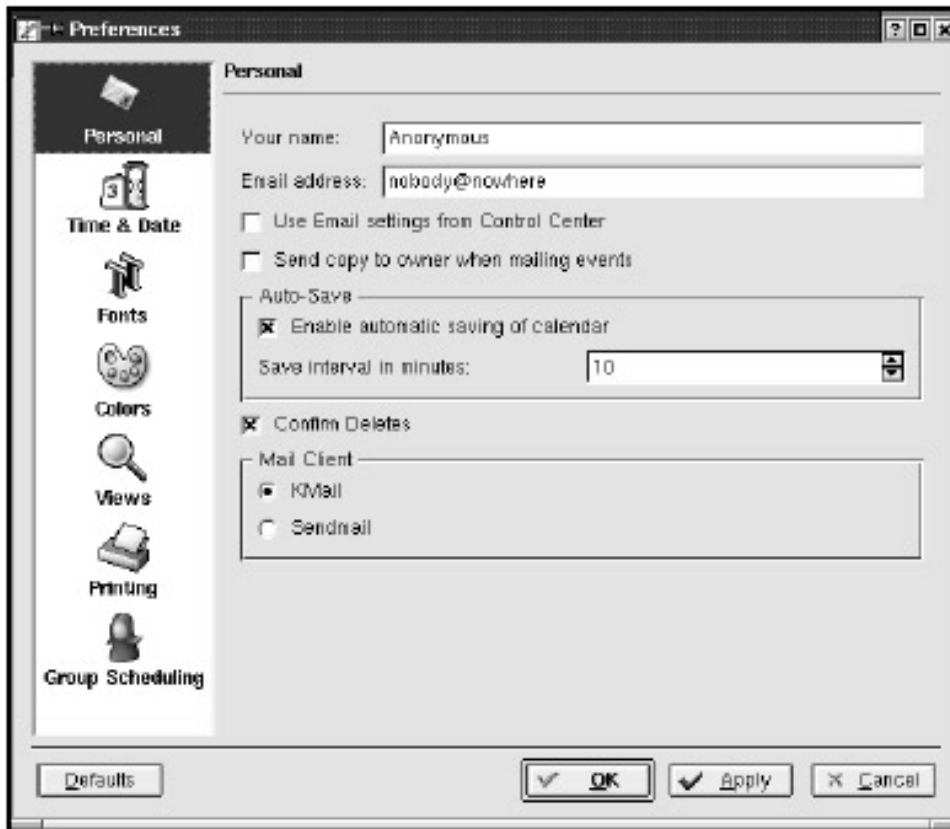 Preferences
Personal
Personal
Time & Date
3
Fonts
Colors
Views
Printing
Group Scheduling
Your name: Anonymous
Email address: nobody@nowhere
Use Email settings from Control Center
Send copy to owner when mailing events
Auto-Save
Enable automatic saving of calendar
Save interval in minutes: 10
Confirm Deletes
Mail Client
KMail
Sendmail
Defaults
OK
Apply
Cancel